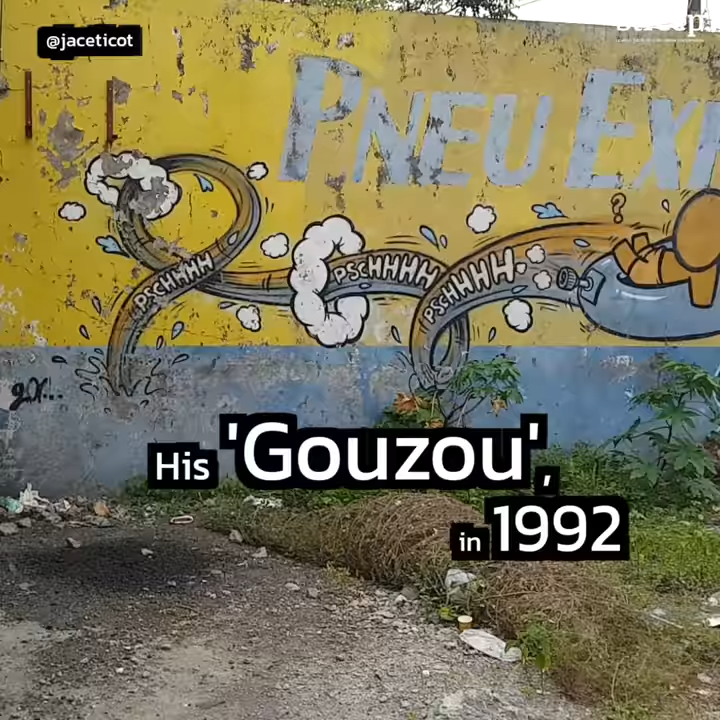 @jaceticot
PNEU EX
PSCHHHH
PSCHHHH
PSCHHHH.
?
His 'Gouzou',
in 1992